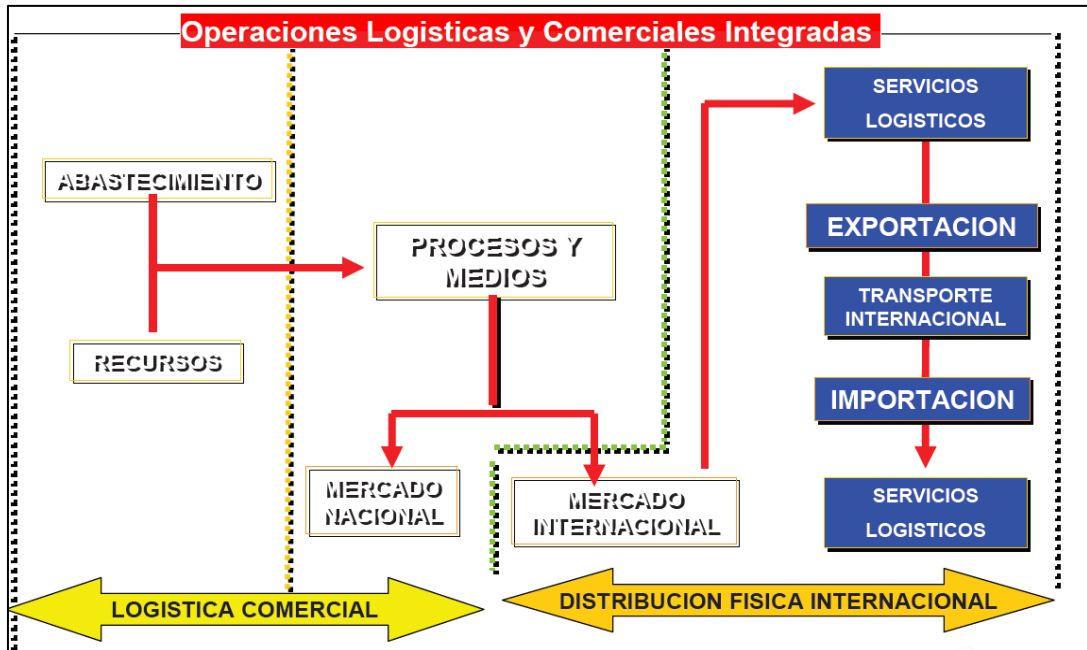 Operaciones Logisticas y Comerciales Integradas
ABASTECIMIENTO
RECURSOS
PROCESOS Y
MEDIOS
MERCADO
NACIONAL
MERCADO
INTERNACIONAL
SERVICIOS
LOGISTICOS
EXPORTACION
TRANSPORTE
INTERNACIONAL
IMPORTACION
SERVICIOS
LOGISTICOS
LOGISTICA COMERCIAL
DISTRIBUCION FISICA INTERNACIONAL